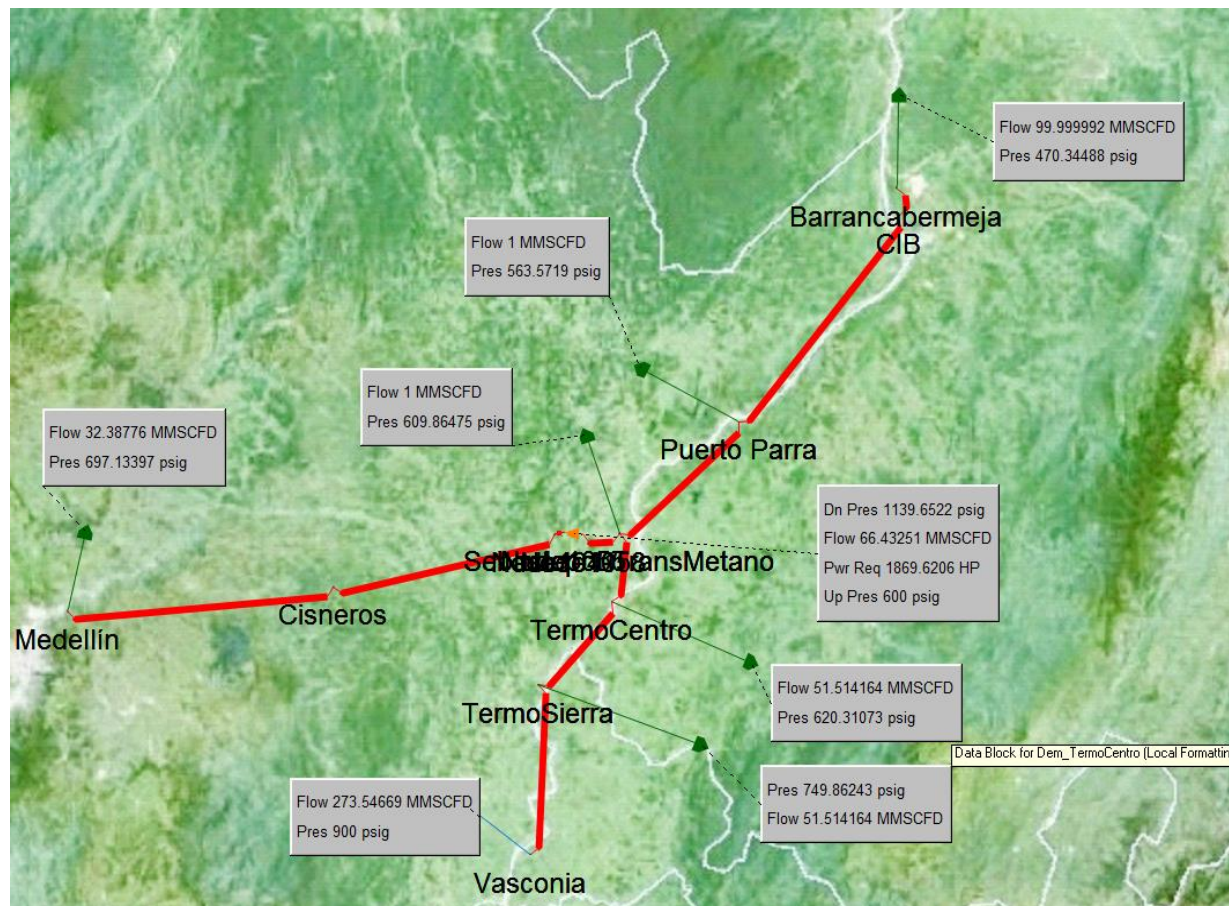 Flow 99.999992 MMSCFD
Pres 470.34488 psig
Barrancabermeja
CIB
Flow 1 MMSCFD
Pres 563.5719 psig
Flow 1 MMSCFD
Pres 609.86475 psig
Flow 32.38776 MMSCFD
Pres 697.13397 psig
Puerto Parra
Dn Pres 1139.6522 psig
Flow 66.43251 MMSCFD
Pwr Req 1869.6206 HP
Up Pres 600 psig
TransMetano
Cisneros
Medellín
TermoCentro
Flow 51.514164 MMSCFD
Pres 620.31073 psig
TermoSierra
Data Block for Dem_TermoCentro (Local Formattin
Pres 749.86243 psig
Flow 51.514164 MMSCFD
Flow 273.54669 MMSCFD
Pres 900 psig
Vasconia